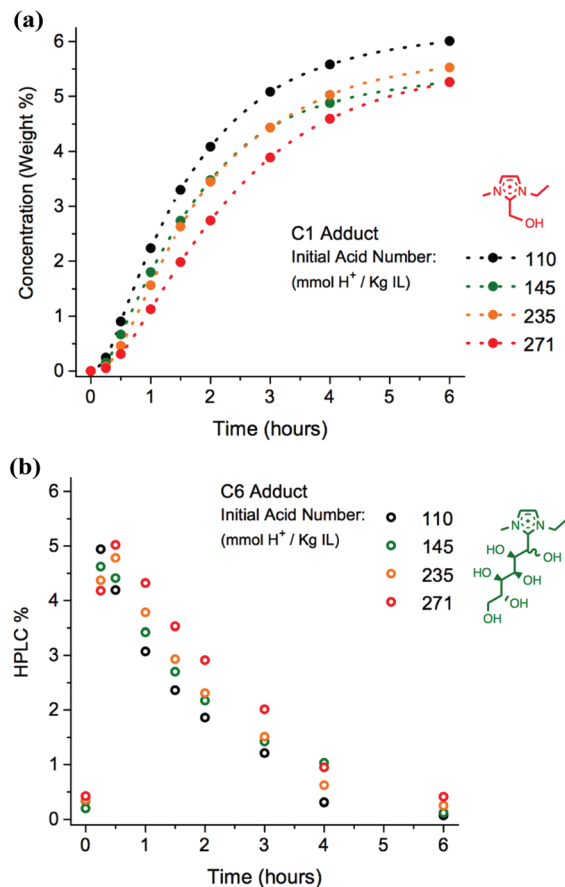 (a)
6
5
4
3
2
1
0
Concentration (Weight %)
C1 Adduct
Initial Acid Number:
(mmol H⁺ / Kg IL)
N
N
+
OH
110
145
235
271
0 1 2 3 4 5 6
Time (hours)
(b)
6
5
4
3
2
1
0
HPLC %
C6 Adduct
Initial Acid Number:
(mmol H⁺ / Kg IL)
110
145
235
271
N
N
+
HO
OH
HO
OH
OH
OH
0 1 2 3 4 5 6
Time (hours)